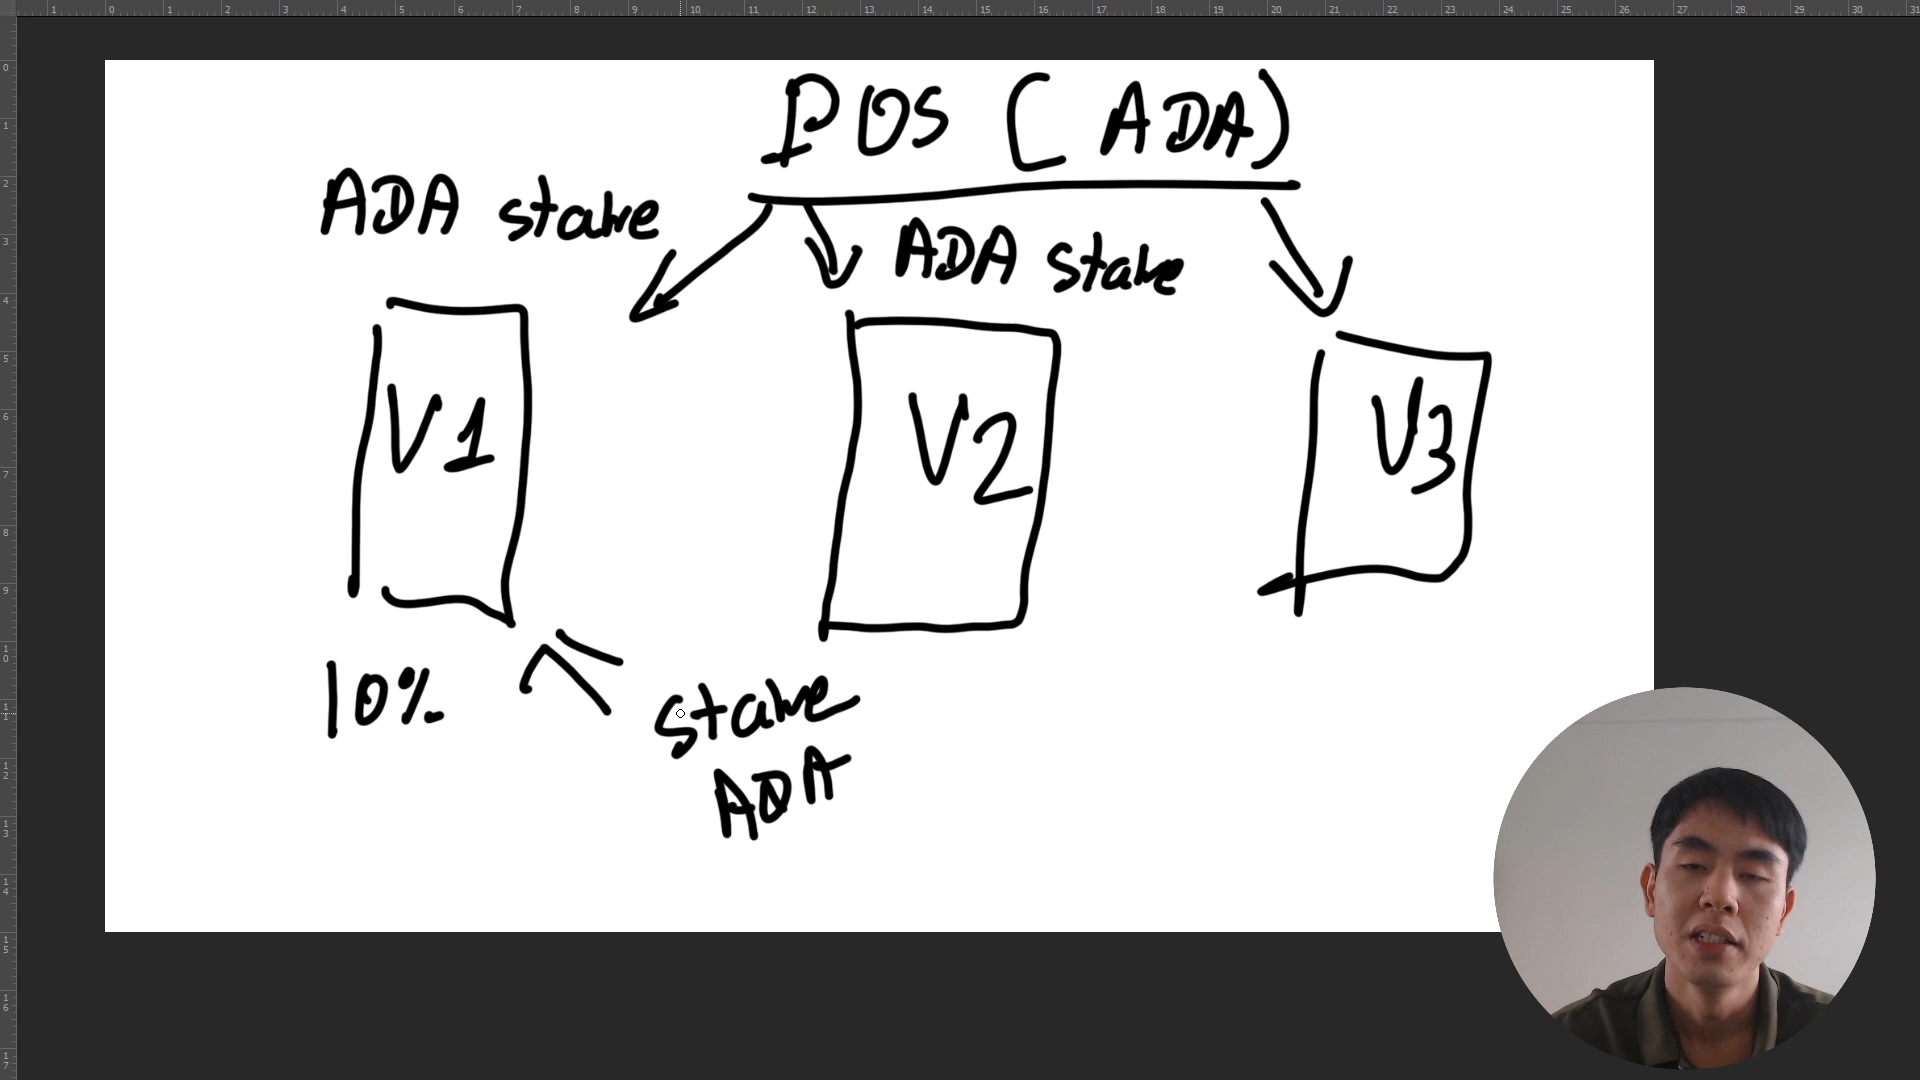 POS (ADA)
ADA stake
ADA stake
V1
V2
V3
10%
stake
ADA